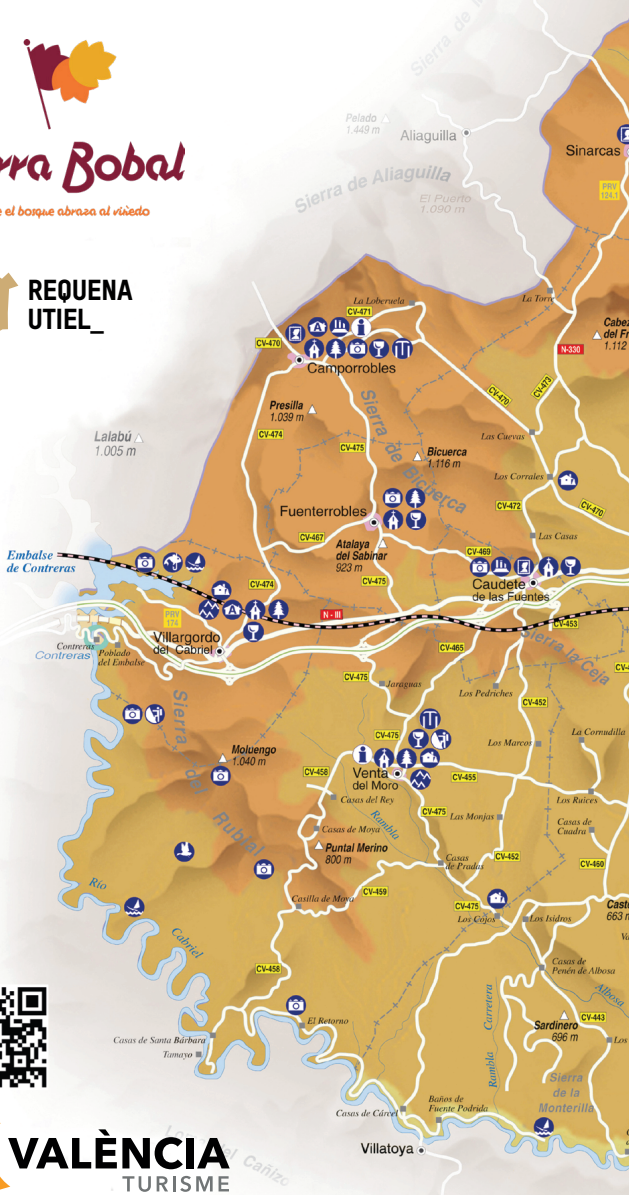 rra Bobal
e el bosque abraza al viñedo
REQUENA
UTIEL_
Sierra de
Pelado
1.449 m
Aliaguilla
Sierra de Aliaguilla
El Puerto
1.090 m
Sinarcas
PRV
124.1
La Loberuela
La Torre
CV-471
CV-470
Camporrobles
Cabez
del Fr
1.112
N-330
Presilla
1.039 m
CV-470
CV-473
Sierra de Bicuerca
Lalabú
1.005 m
CV-474
CV-475
Bicuerca
1.116 m
Las Cuevas
Los Corrales
CV-472
CV-470
Fuenterrobles
CV-467
Atalaya
del Sabinar
923 m
Las Casas
CV-469
Embalse
de Contreras
CV-474
CV-475
Caudete
de las Fuentes
PRV
174
N - III
CV-453
Villargordo
del Cabriel
Contreras
Contreras
Poblado
del Embalse
CV-465
Sierra la Ceja
CV-4
CV-475
Jaraguas
Los Pedriches
CV-452
Sierra del Rubial
CV-475
La Cornudilla
Los Marcos
Moluengo
1.040 m
CV-458
Venta
del Moro
CV-455
Casas del Rey
Los Ruices
CV-475
Las Monjas
Rambla
Casas de
Cuadra
Casas de Moya
Puntal Merino
800 m
CV-452
Casas
de Pradas
CV-460
Río
Cabriel
Casilla de Moya
CV-459
CV-475
Los Cojos
Los Isidros
Casto
663 m
Va
CV-458
Casas de
Penén de Albosa
Albosa
Rambla
Carretera
El Retorno
Sardinero
696 m
CV-443
Los
Casas de Santa Bárbara
Tamayo
Sierra
de la
Monterilla
Casas de Cárcel
Baños de
Fuente Podrida
Villatoya
VALÈNCIA
TURISME